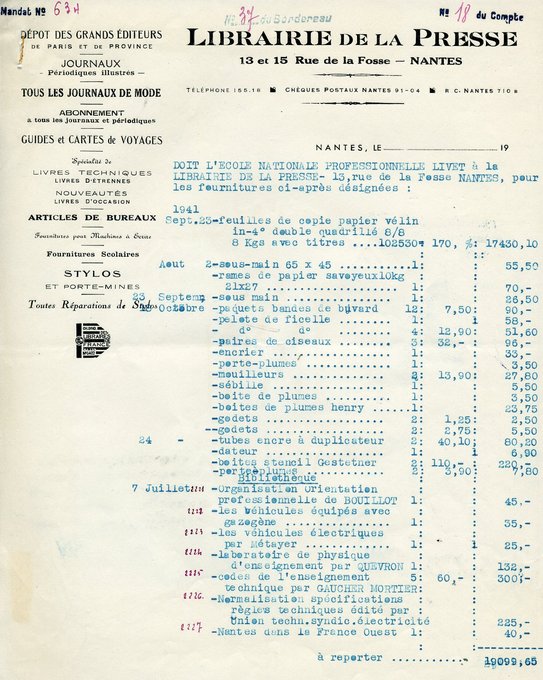 Mandat No 634
No 37 du Bordereau
No 18 du Compte
DÉPOT DES GRANDS ÉDITEURS
DE PARIS ET DE PROVINCE
JOURNAUX
- Périodiques illustrés -
TOUS LES JOURNAUX DE MODE
ABONNEMENT
à tous les journaux et périodiques
GUIDES et CARTES de VOYAGES
Spécialité de
LIVRES TECHNIQUES
LIVRES D'ÉTRENNES
NOUVEAUTÉS
LIVRES D'OCCASION
ARTICLES DE BUREAUX
Fournitures pour Machines à Écrire
Fournitures Scolaires
STYLOS
ET PORTE-MINES
Toutes Réparations de Stylos
LIBRAIRIE
FRANCE
LIBRAIRIE DE LA PRESSE
13 et 15 Rue de la Fosse — NANTES
TÉLÉPHONE 155.18 CHÈQUES POSTAUX NANTES 91-04 R.C. NANTES 710 B
NANTES, LE 19
DOIT L'ECOLE NATIONALE PROFESSIONNELLE LIVET à la
LIBRAIRIE DE LA PRESSE- 13,rue de la Fosse NANTES, pour
les fournitures ci-après désignées :
1941
Sept.23-feuilles de copie papier vélin
in-4° double quadrillé 8/8
8 Kgs avec titres ....102530: 170, %: 17430,10
Aout 2-sous-main 65 x 45 ..........1: : 55,50
-rames de papier savoyeux10kg
21x27 .....................1: : 70,-
23 Septem, -sous main .................1: : 26,50
Octobre -paquets bandes de buvard 12: 7,50: 90,-
-pelote de ficelle ........1: : 58,-
- d° d° ........4: 12,90: 51,60
-paires de ciseaux ........3: 32,-: 96,-
-encrier ..................1: : 33,-
-porte-plumes .............1: : 3,50
-mouilleurs ...............2: 13,90: 27,80
-sébille ..................1: : 5,50
-boite de plumes ..........1: : 3,50
-boites de plumes henry ...1: : 23,75
-godets ...................2: 1,25: 2,50
-godets ...................2: 2,75: 5,50
24 - -tubes encre à duplicateur 2: 40,10: 80,20
-dateur ...................1: : 6,90
-boites stencil Gestetner 2: 110,-: 220,-
-porteplumes ..............2: 3,90: 7,80
Bibliothèque
7 Juillet 2221 -Organisation Orientation
professionnelle de BOUILLOT 1: : 45,-
2222 -les véhicules équipés avec
gazogène ..................1: : 35,-
2223 -les véhicules électriques
par Métayer ...............1: : 25,-
2224 -laboratoire de physique
d'enseignement par QUEVRON 1: : 132,-
2225 -codes de l'enseignement 5: 60,-: 300,-
technique par GAUCHER MORTIER:
2226 -Normalisation spécifications
règles techniques édité par:
Union techn.syndic.électricité 225,-
2227 -Nantes dans la France Ouest 1: : 40,-
à reporter ........... 19099,65